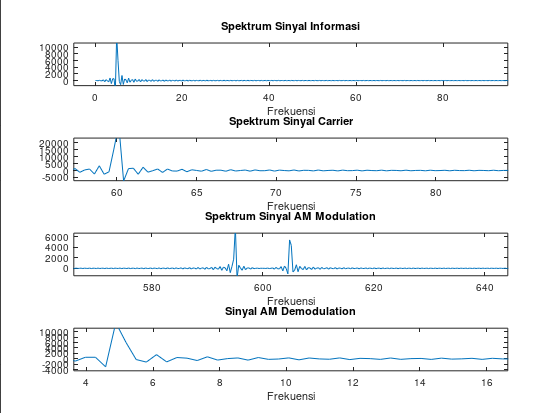 Spektrum Sinyal Informasi
10000
8000
6000
4000
2000
0
0 20 40 60 80
Frekuensi
Spektrum Sinyal Carrier
20000
15000
10000
5000
0
-5000
60 65 70 75 80
Frekuensi
Spektrum Sinyal AM Modulation
6000
4000
2000
0
580 600 620 640
Frekuensi
Sinyal AM Demodulation
10000
8000
6000
4000
2000
0
-2000
-4000
4 6 8 10 12 14 16
Frekuensi